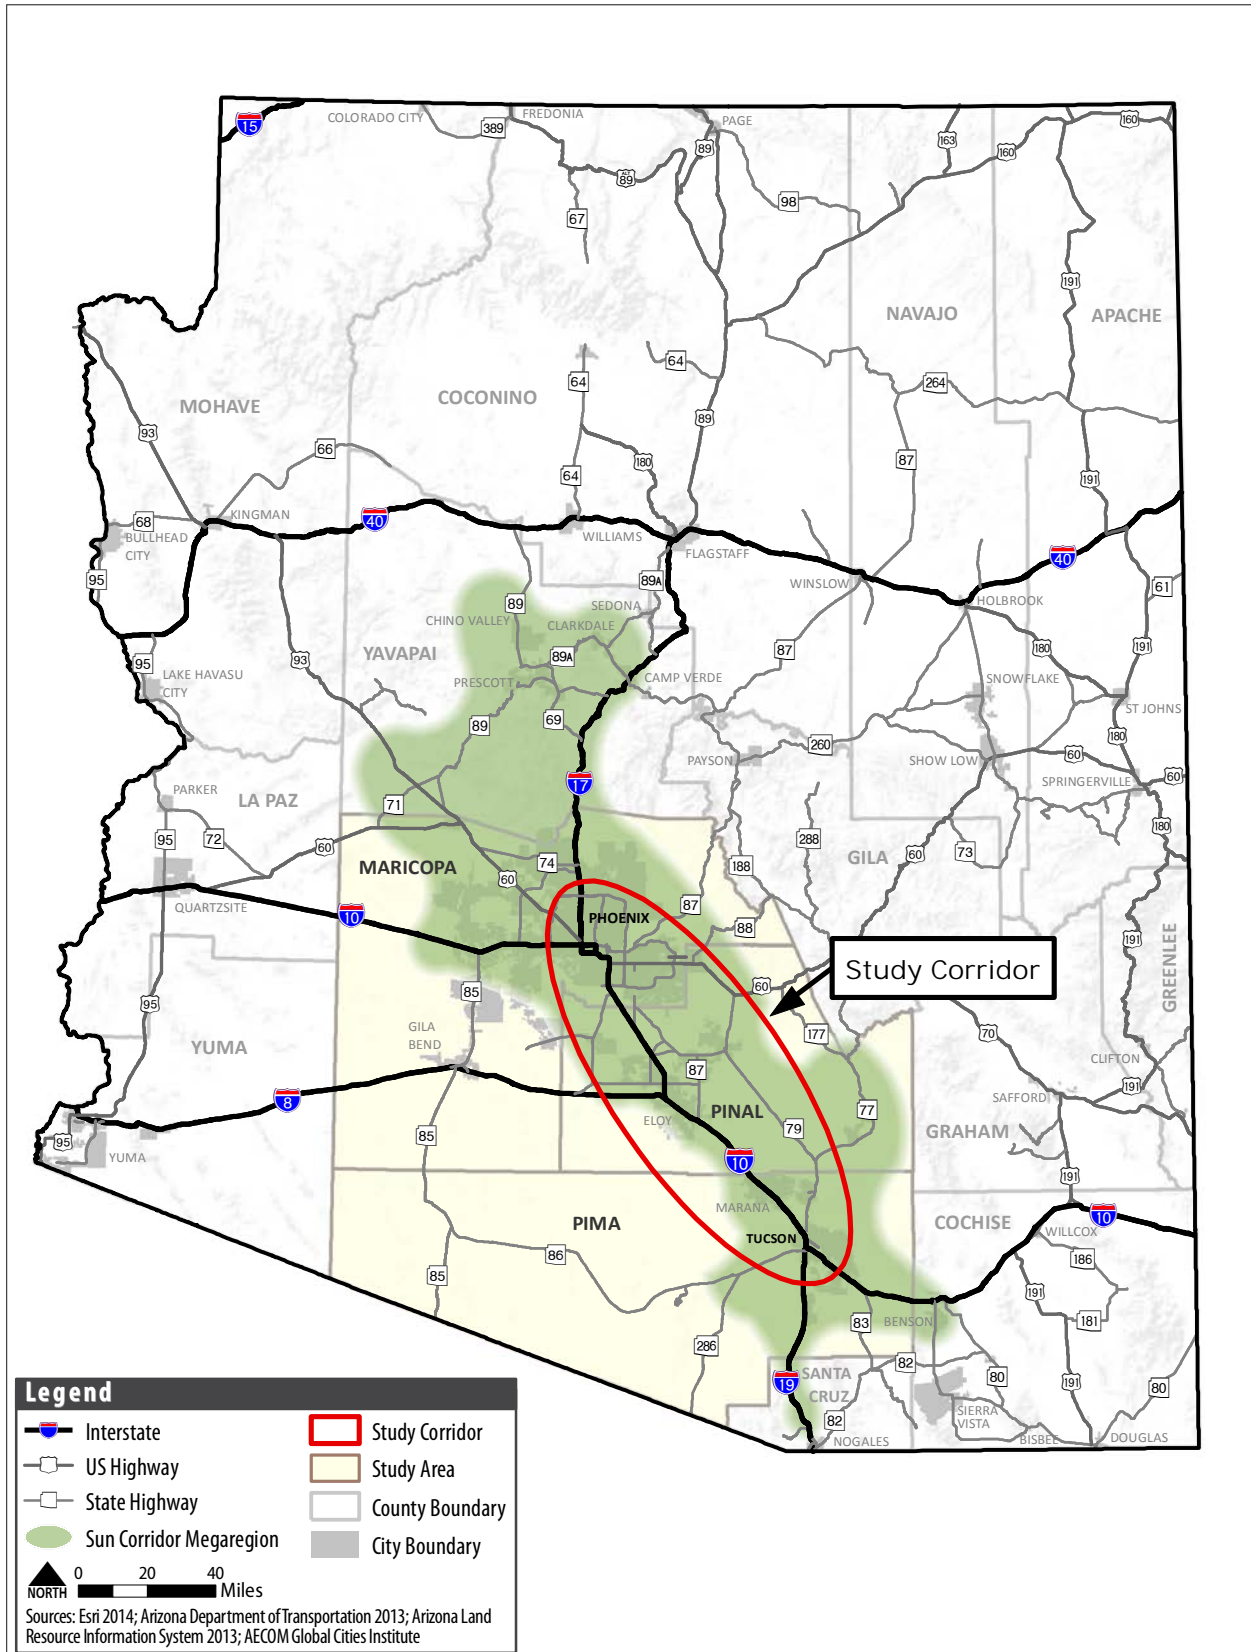 15
COLORADO CITY
389
FREDONIA
PAGE
89
ALT
89
163
160
160
67
98
191
NAVAJO
APACHE
64
64
264
MOHAVE
COCONINO
93
66
89
180
64
87
191
KINGMAN
68
BULLHEAD
CITY
40
WILLIAMS
FLAGSTAFF
40
95
89A
WINSLOW
61
89
SEDONA
HOLBROOK
CHINO VALLEY
CLARKDALE
YAVAPAI
89A
87
180
191
95
93
LAKE HAVASU
CITY
PRESCOTT
CAMP VERDE
SNOWFLAKE
ST JOHNS
89
69
260
180
60
PAYSON
SHOW LOW
SPRINGERVILLE
60
17
PARKER
LA PAZ
71
95
72
60
288
180
MARICOPA
74
188
GILA
60
73
60
QUARTZSITE
10
PHOENIX
87
88
191
GREENLEE
Study Corridor
95
85
60
YUMA
GILA
BEND
177
70
CLIFTON
87
191
8
SAFFORD
95
YUMA
85
ELOY
PINAL
77
79
GRAHAM
10
191
MARANA
PIMA
COCHISE
10
TUCSON
WILLCOX
86
186
85
191
83
BENSON
181
286
82
SANTA
CRUZ
80
19
191
80
82
SIERRA
VISTA
NOGALES
BISBEE
DOUGLAS
Legend
Interstate
US Highway
State Highway
Sun Corridor Megaregion
Study Corridor
Study Area
County Boundary
City Boundary
NORTH
0 20 40
Miles
Sources: Esri 2014; Arizona Department of Transportation 2013; Arizona Land
Resource Information System 2013; AECOM Global Cities Institute